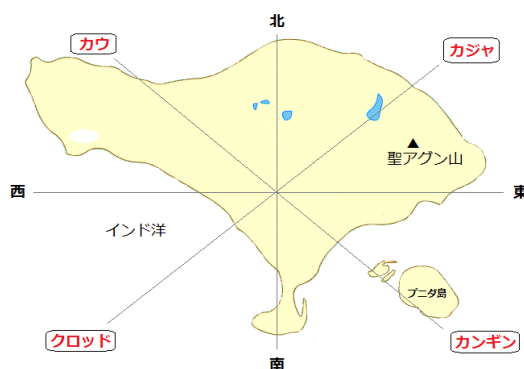 北
カウ
カジャ
▲
聖アグン山
西
東
インド洋
プニダ島
クロッド
カンギン
南